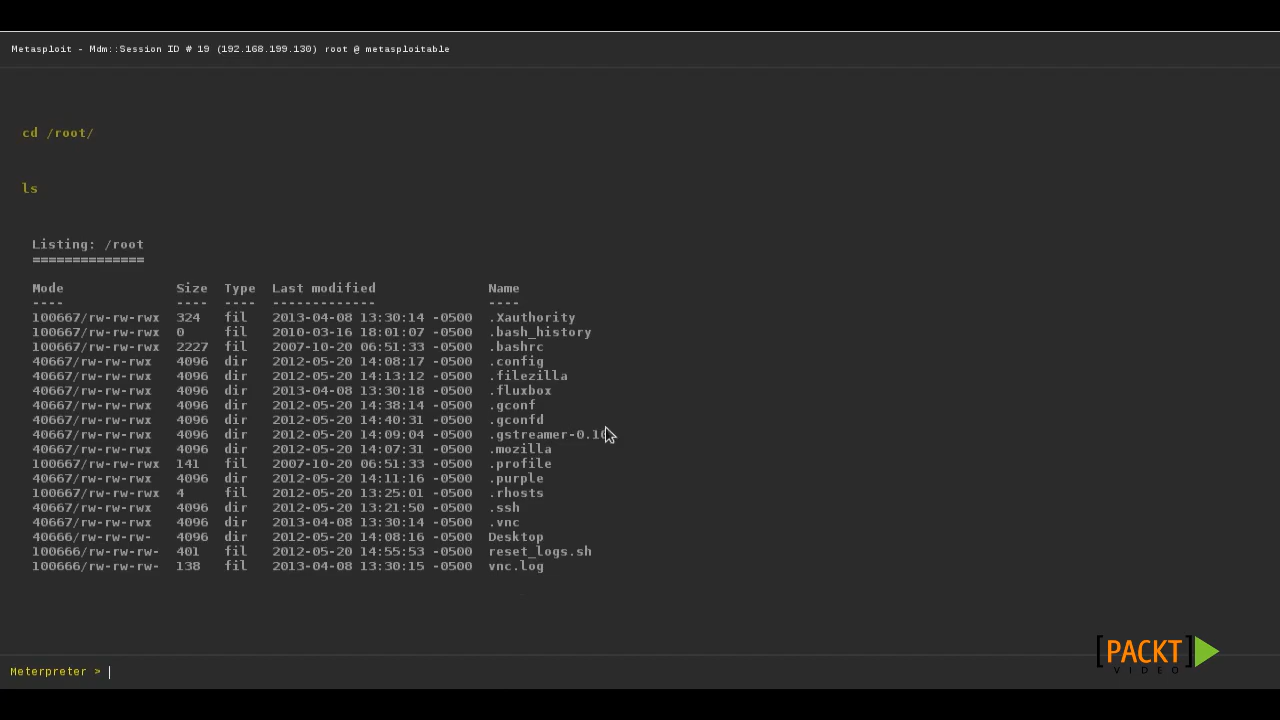 Metasploit - Mdm::Session ID # 19 (192.168.199.130) root @ metasploitable
cd /root/
ls
Listing: /root
==============
Mode Size Type Last modified Name
---- ---- ---- ------------- ----
100667/rw-rw-rwx 324 fil 2013-04-08 13:30:14 -0500 .Xauthority
100667/rw-rw-rwx 0 fil 2010-03-16 18:01:07 -0500 .bash_history
100667/rw-rw-rwx 2227 fil 2007-10-20 06:51:33 -0500 .bashrc
40667/rw-rw-rwx 4096 dir 2012-05-20 14:08:17 -0500 .config
40667/rw-rw-rwx 4096 dir 2012-05-20 14:13:12 -0500 .filezilla
40667/rw-rw-rwx 4096 dir 2013-04-08 13:30:18 -0500 .fluxbox
40667/rw-rw-rwx 4096 dir 2012-05-20 14:38:14 -0500 .gconf
40667/rw-rw-rwx 4096 dir 2012-05-20 14:40:31 -0500 .gconfd
40667/rw-rw-rwx 4096 dir 2012-05-20 14:09:04 -0500 .gstreamer-0.10
40667/rw-rw-rwx 4096 dir 2012-05-20 14:07:31 -0500 .mozilla
100667/rw-rw-rwx 141 fil 2007-10-20 06:51:33 -0500 .profile
40667/rw-rw-rwx 4096 dir 2012-05-20 14:11:16 -0500 .purple
100667/rw-rw-rwx 4 fil 2012-05-20 13:25:01 -0500 .rhosts
40667/rw-rw-rwx 4096 dir 2012-05-20 13:21:50 -0500 .ssh
40667/rw-rw-rwx 4096 dir 2013-04-08 13:30:14 -0500 .vnc
40666/rw-rw-rw- 4096 dir 2012-05-20 14:08:16 -0500 Desktop
100666/rw-rw-rw- 401 fil 2012-05-20 14:55:53 -0500 reset_logs.sh
100666/rw-rw-rw- 138 fil 2013-04-08 13:30:15 -0500 vnc.log
[PACKT]
VIDEO
Meterpreter >